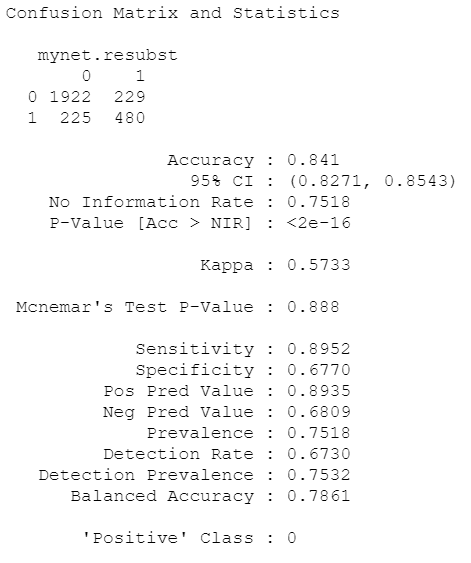 Confusion Matrix and Statistics
mynet.resubst
0 1
0 1922 229
1 225 480
Accuracy : 0.841
95% CI : (0.8271, 0.8543)
No Information Rate : 0.7518
P-Value [Acc > NIR] : <2e-16
Kappa : 0.5733
Mcnemar's Test P-Value : 0.888
Sensitivity : 0.8952
Specificity : 0.6770
Pos Pred Value : 0.8935
Neg Pred Value : 0.6809
Prevalence : 0.7518
Detection Rate : 0.6730
Detection Prevalence : 0.7532
Balanced Accuracy : 0.7861
'Positive' Class : 0